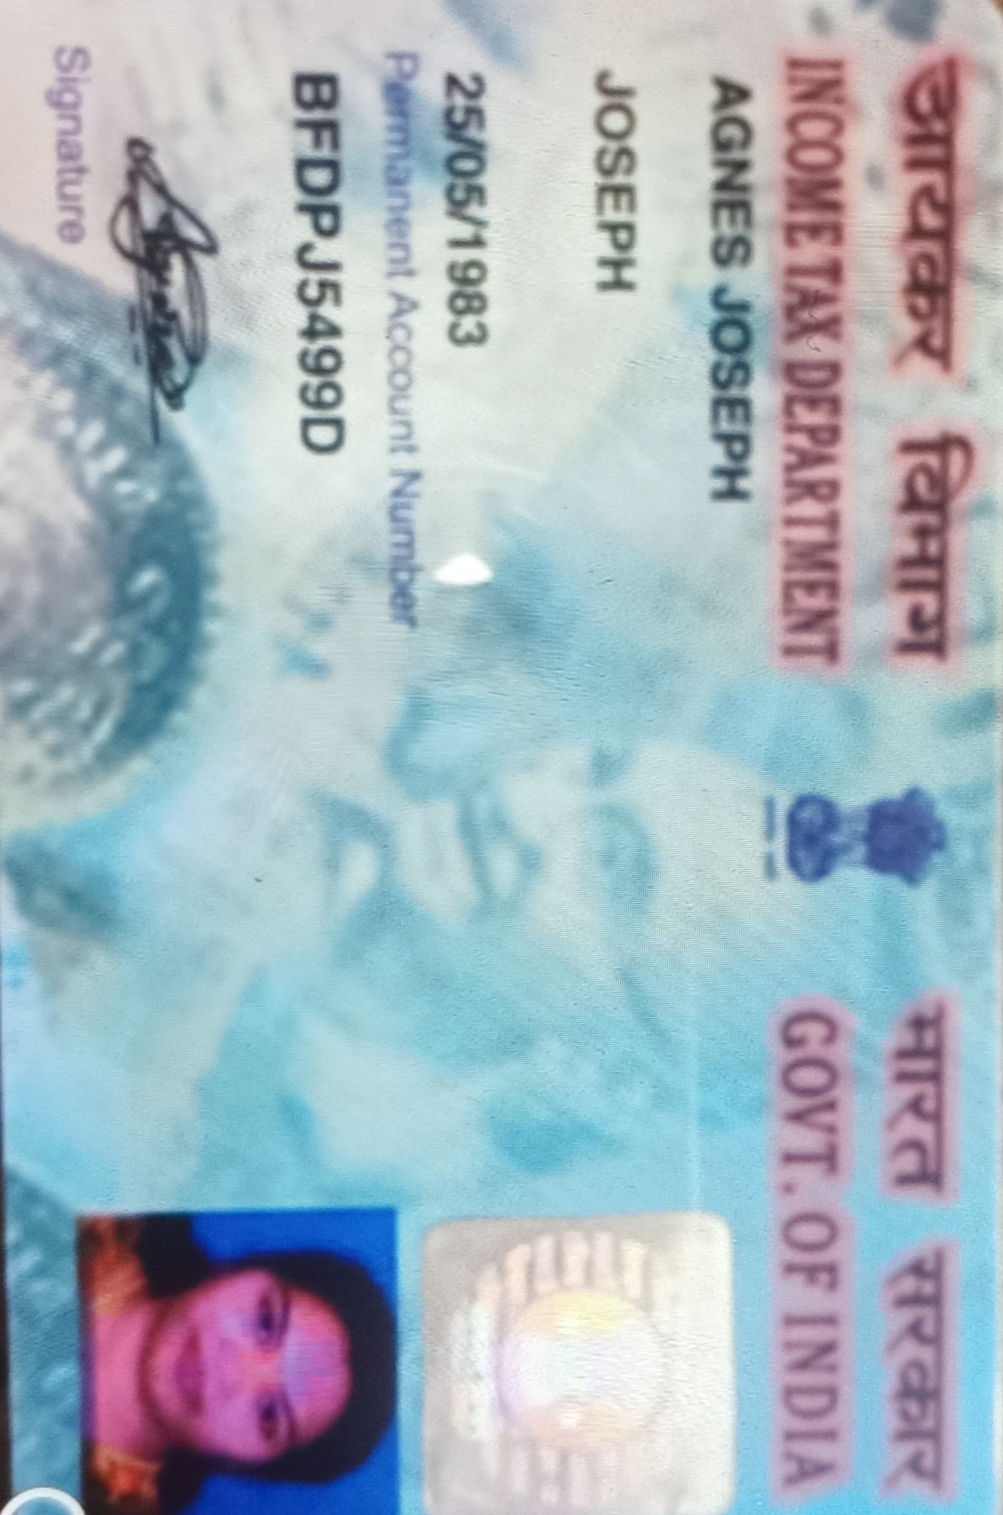 आयकर विभाग
INCOME TAX DEPARTMENT
भारत सरकार
GOVT. OF INDIA
AGNES JOSEPH
JOSEPH
25/05/1983
Permanent Account Number
BFDPJ5499D
Signature